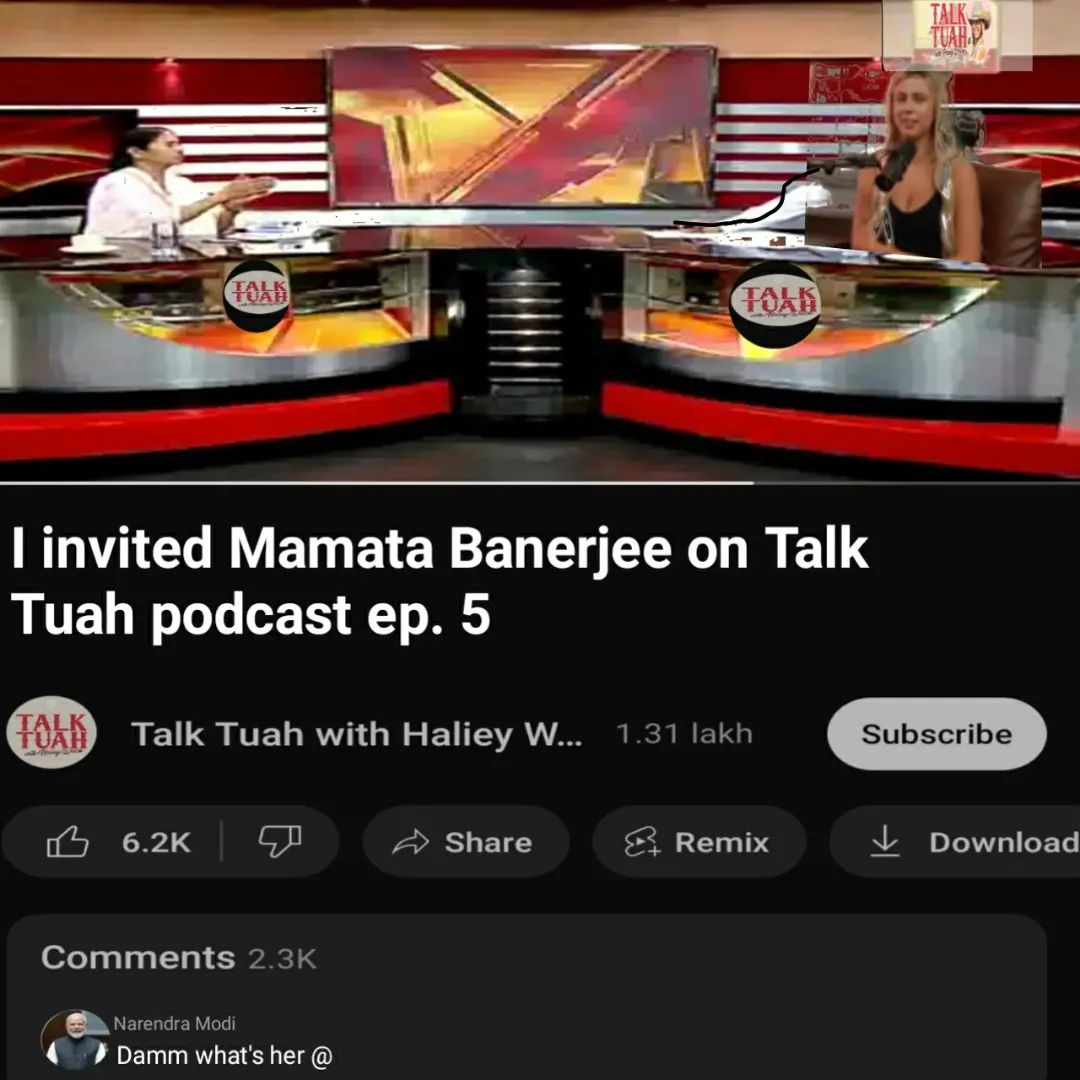 TALK
TUAH
TALK
TUAH
TALK
TUAH
I invited Mamata Banerjee on Talk
Tuah podcast ep. 5
TALK
TUAH
Talk Tuah with Haliey W... 1.31 lakh Subscribe
6.2K Share Remix Download
Comments 2.3K
Narendra Modi
Damm what's her @